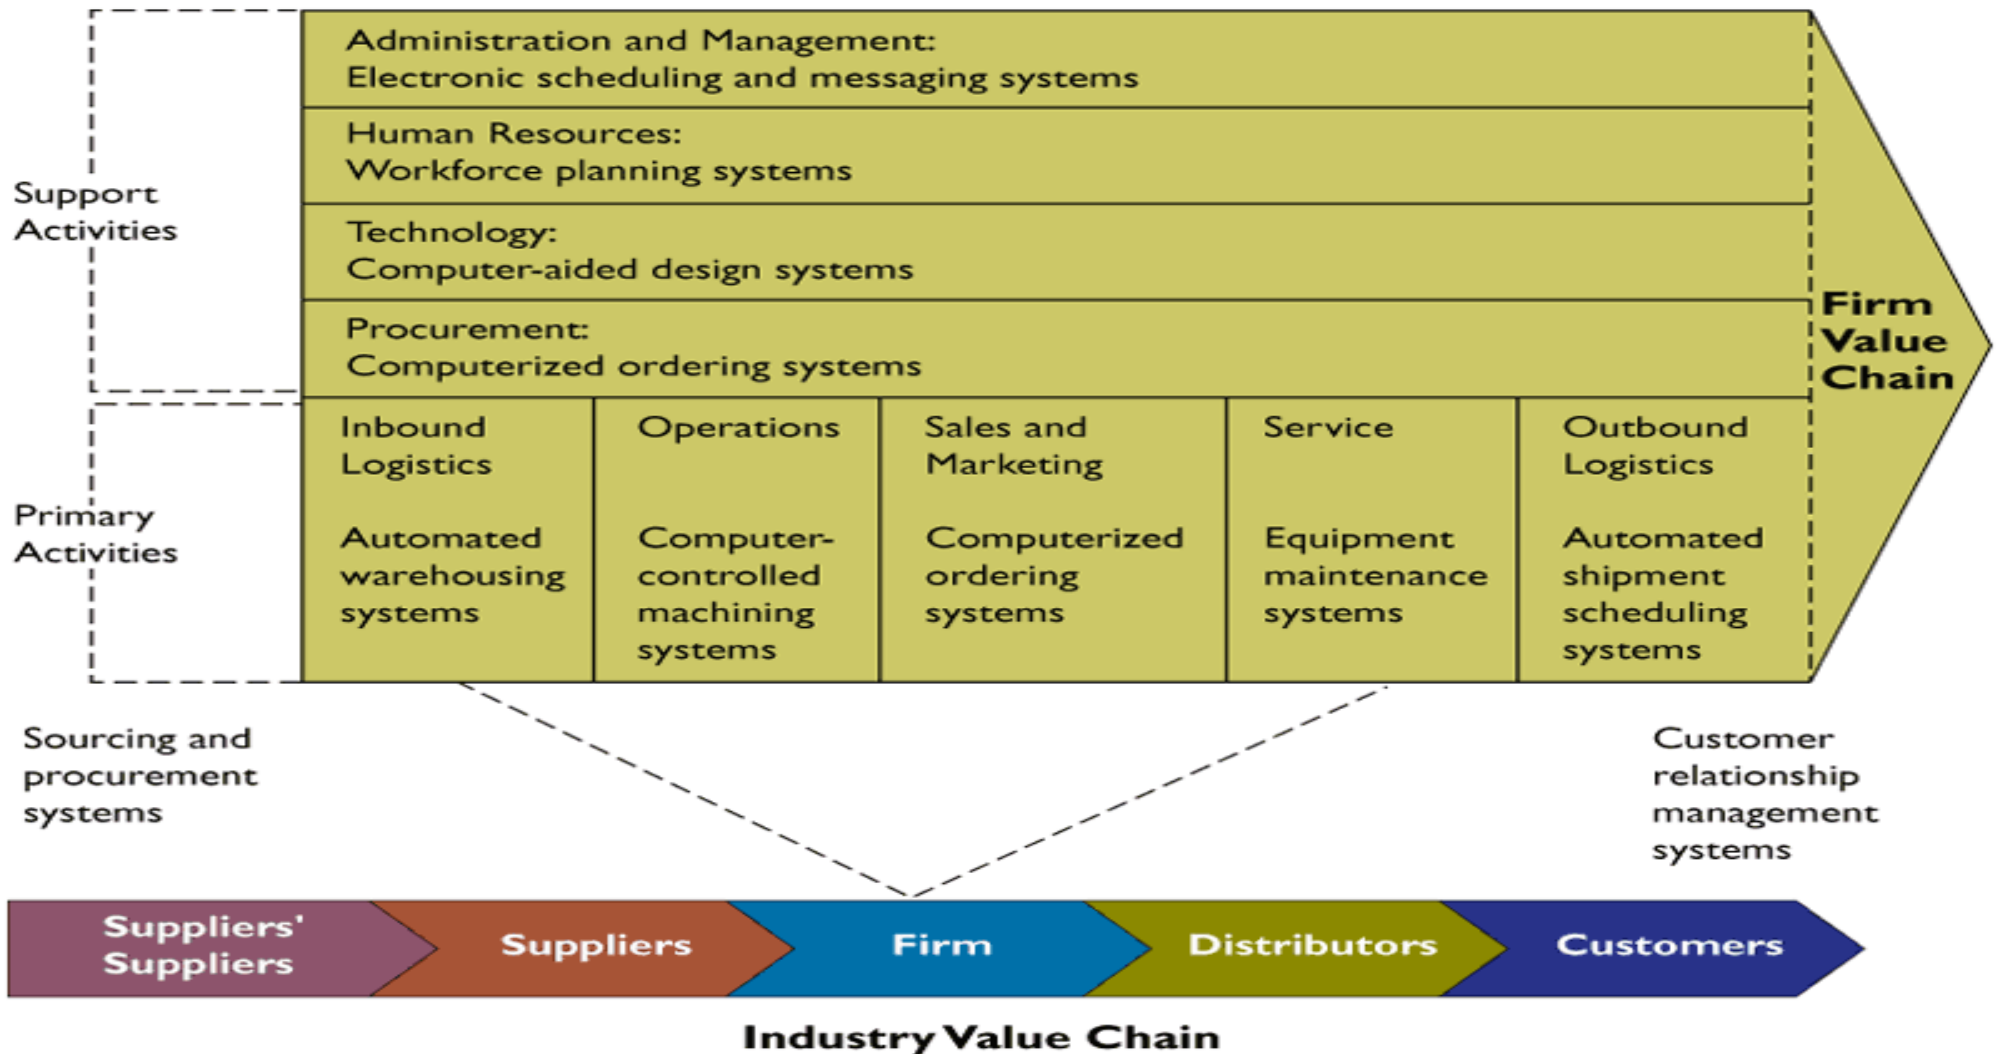 Administration and Management:
Electronic scheduling and messaging systems
Human Resources:
Workforce planning systems
Support
Activities
Technology:
Computer-aided design systems
Procurement:
Computerized ordering systems
Firm
Value
Chain
Primary
Activities
Inbound
Logistics
Automated
warehousing
systems
Operations
Computer-
controlled
machining
systems
Sales and
Marketing
Computerized
ordering
systems
Service
Equipment
maintenance
systems
Outbound
Logistics
Automated
shipment
scheduling
systems
Sourcing and
procurement
systems
Customer
relationship
management
systems
Suppliers'
Suppliers
Suppliers
Firm
Distributors
Customers
Industry Value Chain